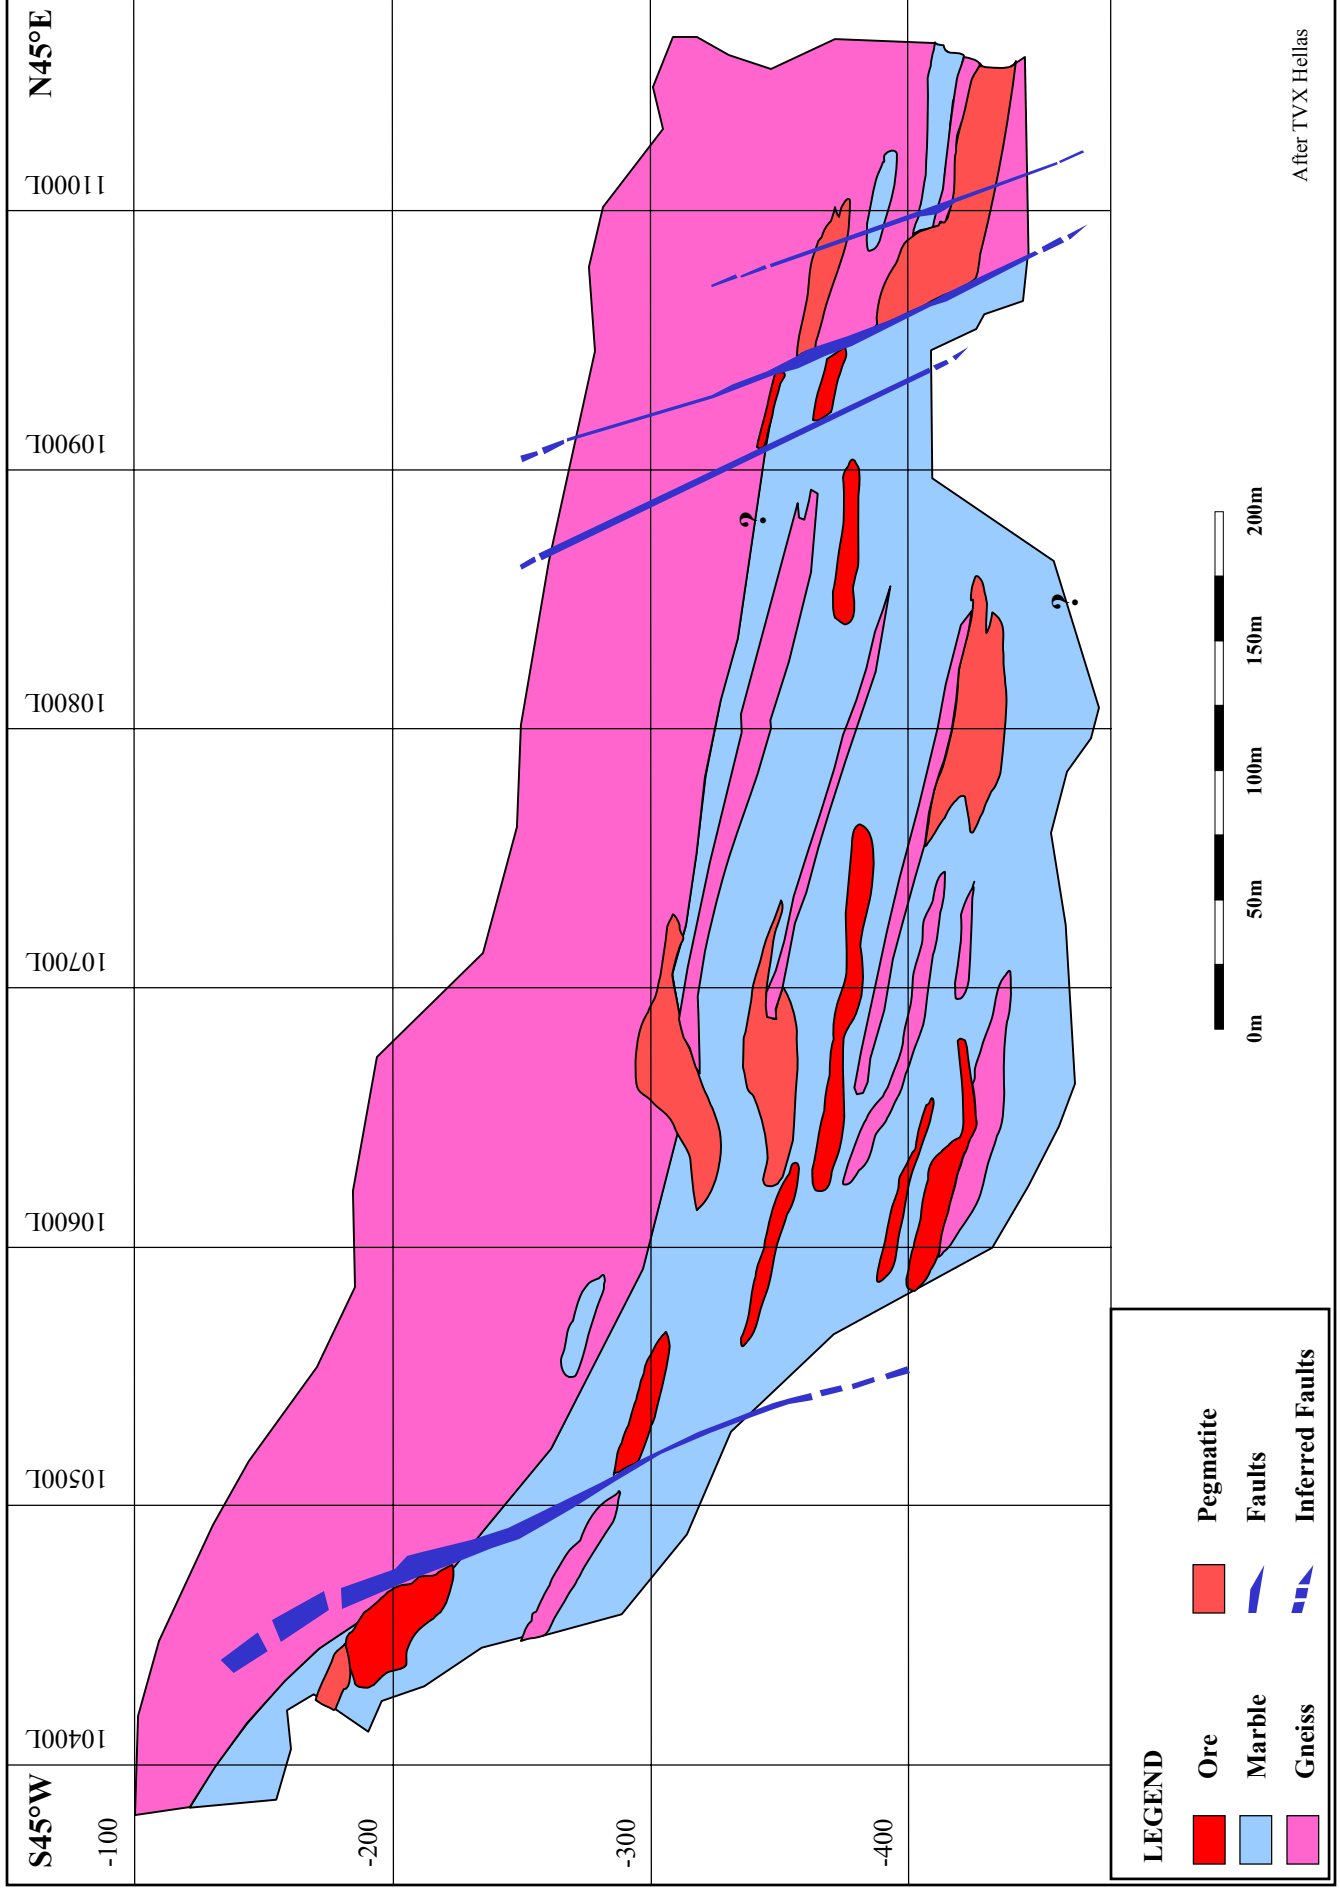 S45°W
N45°E
10400L
10500L
10600L
10700L
10800L
10900L
11000L
-100
-200
-300
-400
?
?
LEGEND
Ore
Pegmatite
Marble
Faults
Gneiss
Inferred Faults
0m 50m 100m 150m 200m
After TVX Hellas